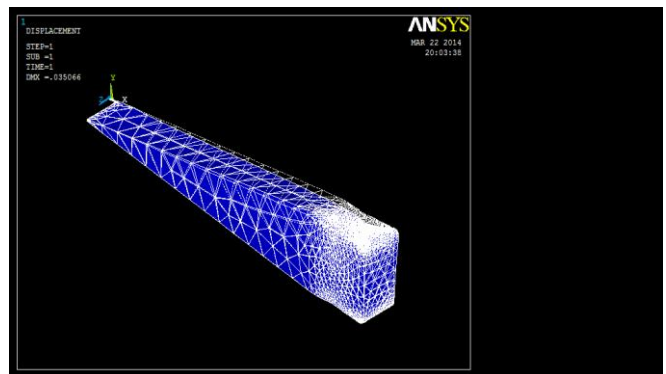 1
DISPLACEMENT
STEP=1
SUB =1
TIME=1
DMX =.035066
ANSYS
MAR 22 2014
20:03:38
Y
Z X